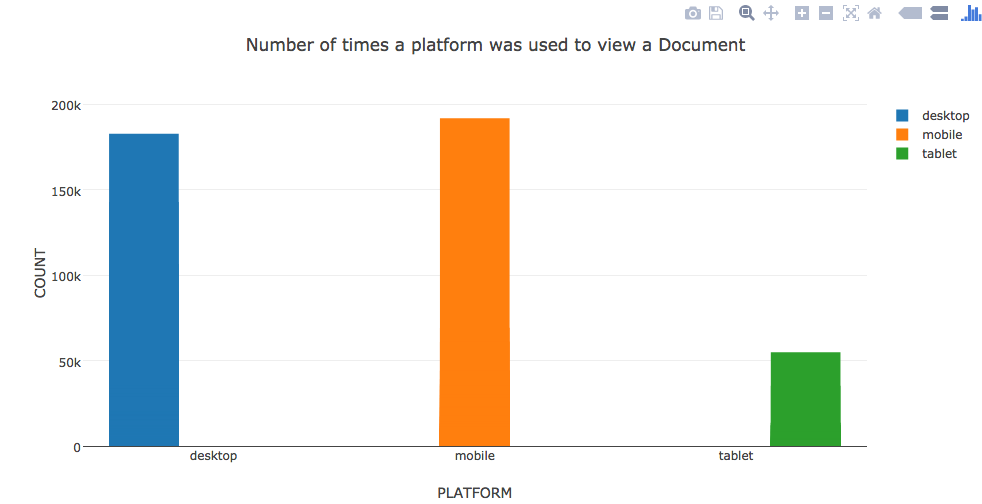 Number of times a platform was used to view a Document
200k
150k
100k
50k
0
COUNT
desktop
mobile
tablet
PLATFORM
desktop
mobile
tablet